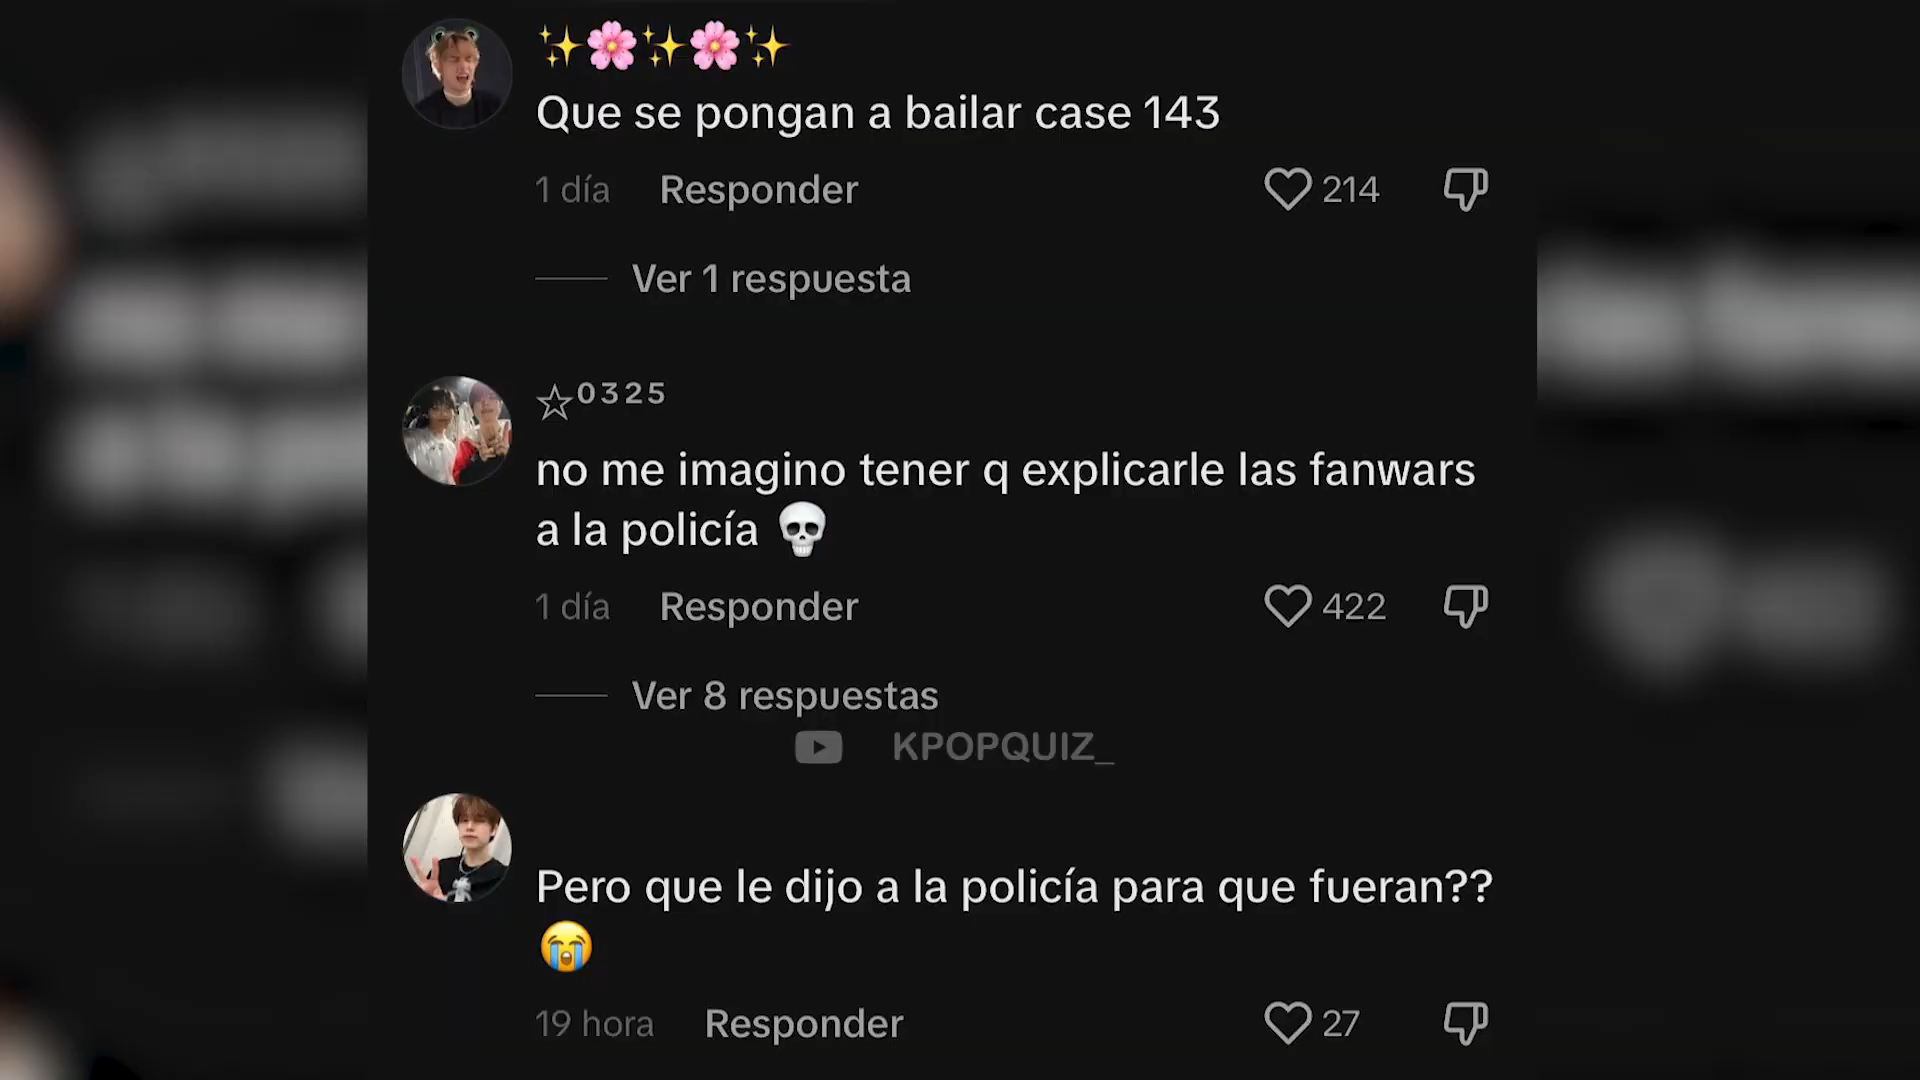 ✨🌸✨🌸✨
Que se pongan a bailar case 143
1 día Responder 214
Ver 1 respuesta
☆⁰³²⁵
no me imagino tener q explicarle las fanwars
a la policía 💀
1 día Responder 422
Ver 8 respuestas
KPOPQUIZ_
Pero que le dijo a la policía para que fueran??
😭
19 hora Responder 27